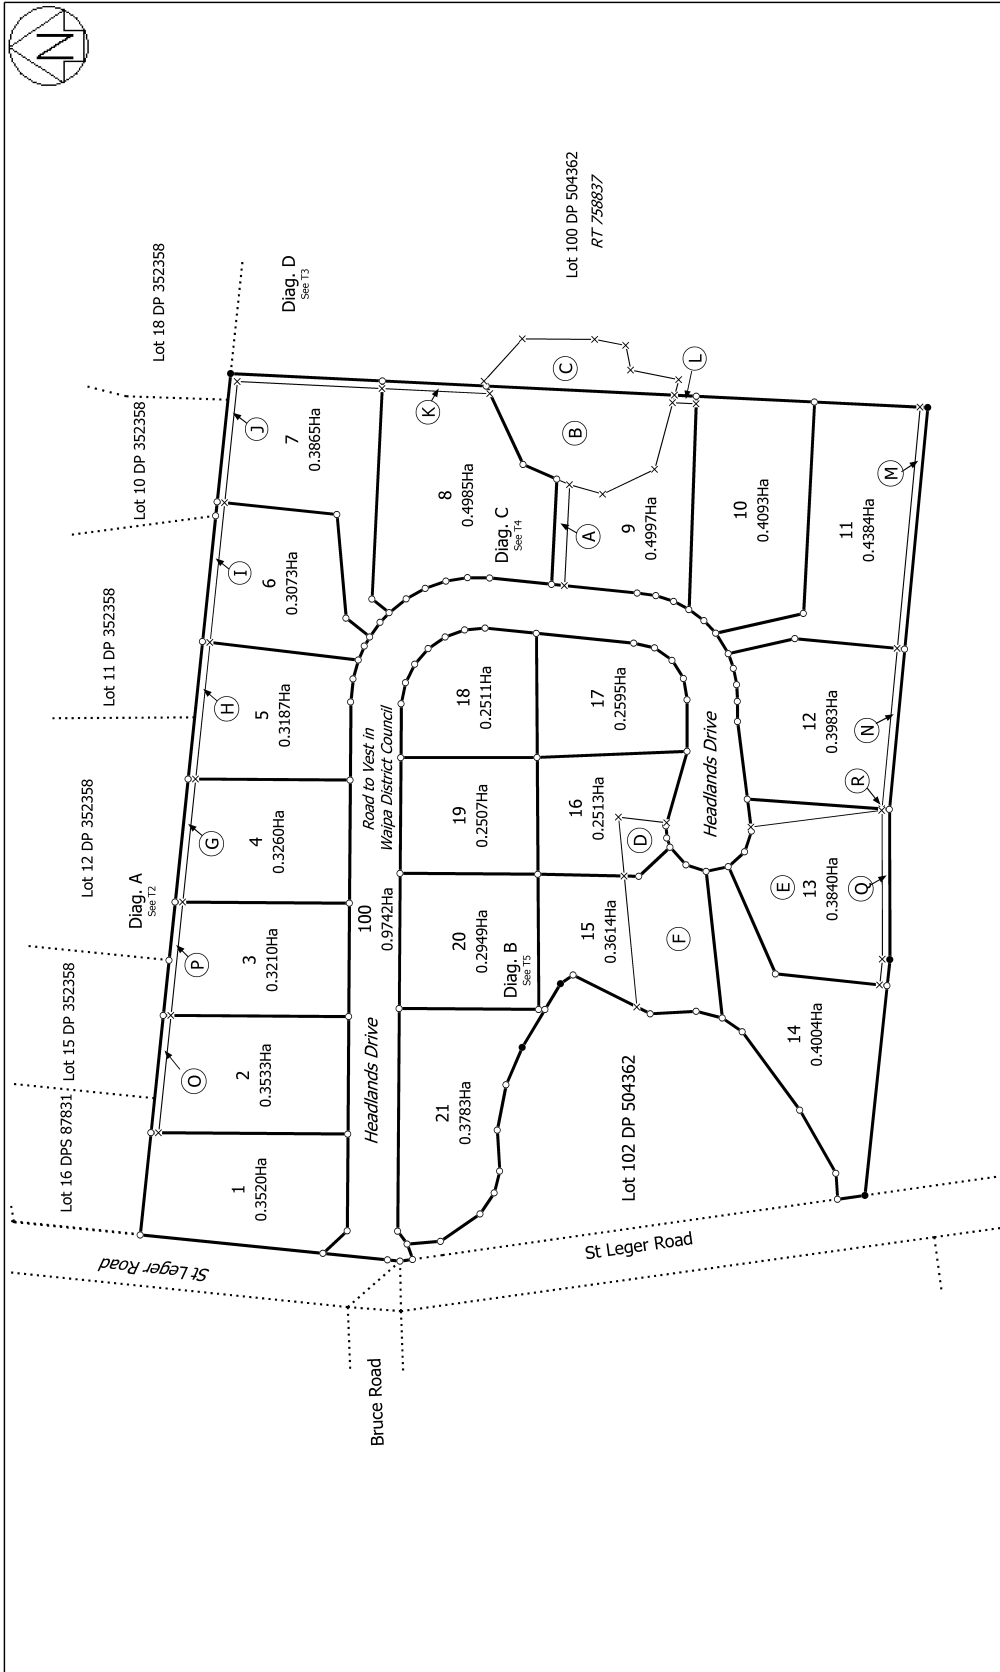 N
Lot 16 DPS 87831
Lot 15 DP 352358
Lot 12 DP 352358
Lot 11 DP 352358
Lot 10 DP 352358
Lot 18 DP 352358
Diag. A
See T2
Diag. D
See T3
Lot 100 DP 504362
RT 758837
St Leger Road
1
0.3520Ha
O
2
0.3533Ha
P
3
0.3210Ha
G
4
0.3260Ha
H
5
0.3187Ha
I
6
0.3073Ha
J
7
0.3865Ha
K
Headlands Drive
100
0.9742Ha
Road to Vest in
Waipa District Council
8
0.4985Ha
Diag. C
See T4
Bruce Road
21
0.3783Ha
20
0.2949Ha
Diag. B
See T5
19
0.2507Ha
18
0.2511Ha
A
B
C
9
0.4997Ha
L
15
0.3614Ha
16
0.2513Ha
D
17
0.2595Ha
F
Headlands Drive
10
0.4093Ha
Lot 102 DP 504362
St Leger Road
14
0.4004Ha
E
13
0.3840Ha
Q
R
12
0.3983Ha
N
11
0.4384Ha
M